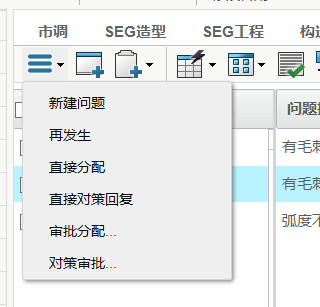 市调 SEG造型 SEG工程
新建问题
再发生
直接分配
直接对策回复
审批分配...
对策审批...
问题
有毛
有毛
弧度不